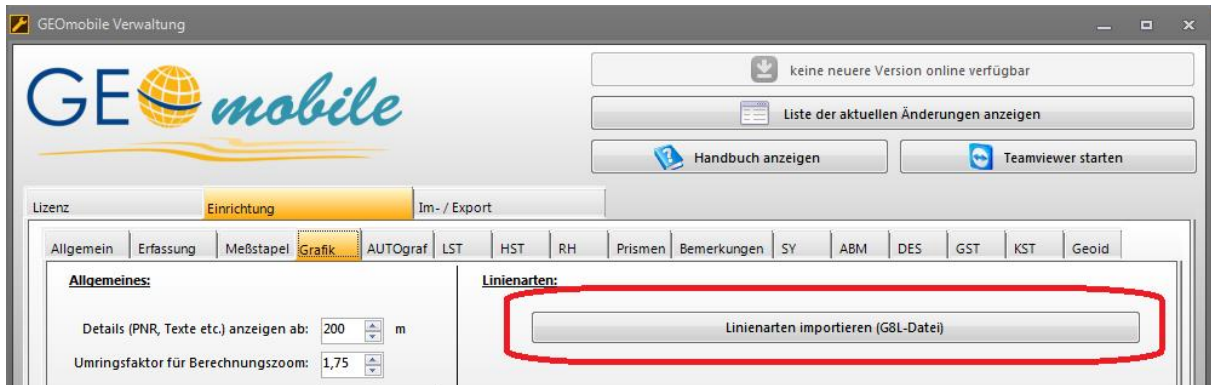 GEOmobile Verwaltung
GEO mobile
keine neuere Version online verfügbar
Liste der aktuellen Änderungen anzeigen
Handbuch anzeigen Teamviewer starten
Lizenz Einrichtung Im- / Export
Allgemein Erfassung Meßstapel Grafik AUTOgraf LST HST RH Prismen Bemerkungen SY ABM DES GST KST Geoid
Allgemeines: Linienarten:
Details (PNR, Texte etc.) anzeigen ab: 200 m Linienarten importieren (G8L-Datei)
Umringsfaktor für Berechnungszoom: 1,75